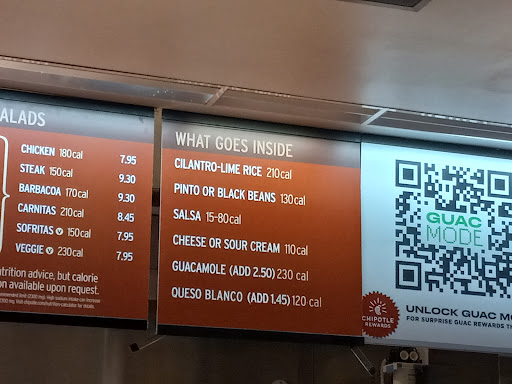 ALADS
CHICKEN 180cal 7.95
STEAK 150cal 9.30
BARBACOA 170cal 9.30
CARNITAS 210cal 8.45
SOFRITAS V 150cal 7.95
VEGGIE V 230cal 7.95
trition advice, but calorie
on available upon request.
WHAT GOES INSIDE
CILANTRO-LIME RICE 210cal
PINTO OR BLACK BEANS 130cal
SALSA 15-80cal
CHEESE OR SOUR CREAM 110cal
GUACAMOLE (ADD 2.50) 230 cal
QUESO BLANCO (ADD 1.45) 120 cal
GUAC
MODE
CHIPOTLE
REWARDS
UNLOCK GUAC MO
FOR SURPRISE GUAC REWARDS TH